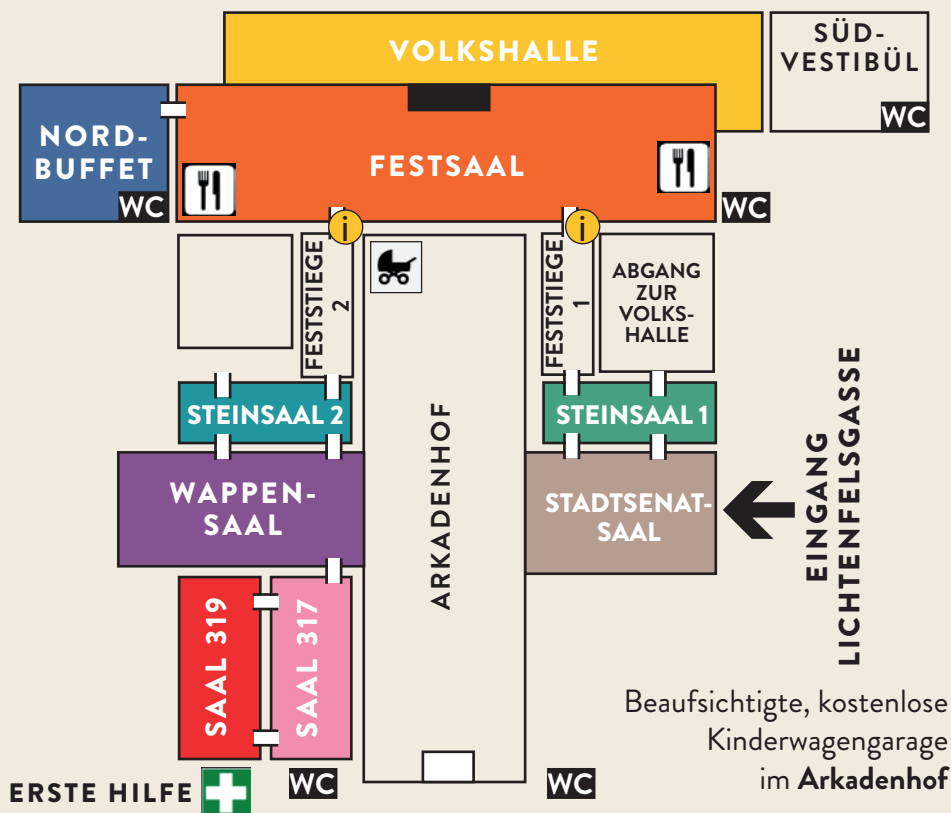 VOLKSHALLE
SÜD-
VESTIBÜL
WC
NORD-
BUFFET
WC
FESTSAAL
WC
i
i
FESTSTIEGE
2
FESTSTIEGE
1
ABGANG
ZUR
VOLKS-
HALLE
STEINSAAL 2
STEINSAAL 1
WAPPEN-
SAAL
ARKADENHOF
STADTSENAT-
SAAL
EINGANG
LICHTENFELSGASSE
SAAL 319
SAAL 317
Beaufsichtigte, kostenlose
Kinderwagengarage
im Arkadenhof
ERSTE HILFE
WC
WC